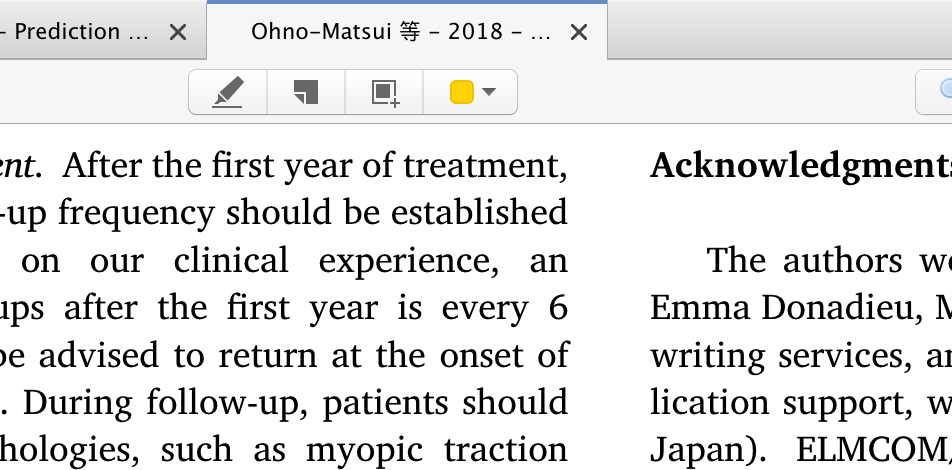 – Prediction ...
Ohno-Matsui 等 – 2018 – ...
ent. After the first year of treatment,
-up frequency should be established
on our clinical experience, an
ups after the first year is every 6
be advised to return at the onset of
. During follow-up, patients should
hologies, such as myopic traction
Acknowledgments
The authors wo
Emma Donadieu, M
writing services, an
lication support, w
Japan). ELMCOM,